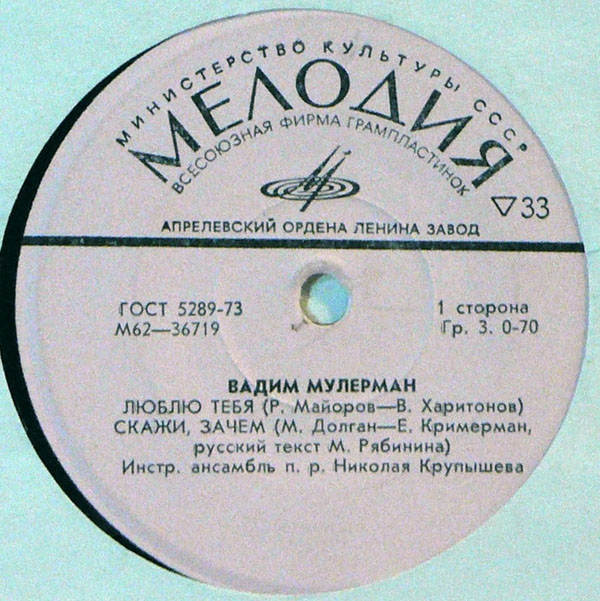 МИНИСТЕРСТВО КУЛЬТУРЫ СССР
МЕЛОДИЯ
ВСЕСОЮЗНАЯ ФИРМА ГРАМПЛАСТИНОК
▽33
АПРЕЛЕВСКИЙ ОРДЕНА ЛЕНИНА ЗАВОД
ГОСТ 5289-73
М62—36719
1 сторона
Гр. 3. 0-70
ВАДИМ МУЛЕРМАН
ЛЮБЛЮ ТЕБЯ (Р. Майоров—В. Харитонов)
СКАЖИ, ЗАЧЕМ (М. Долган—Е. Кримерман,
русский текст М. Рябинина)
Инстр. ансамбль п. р. Николая Крупышева